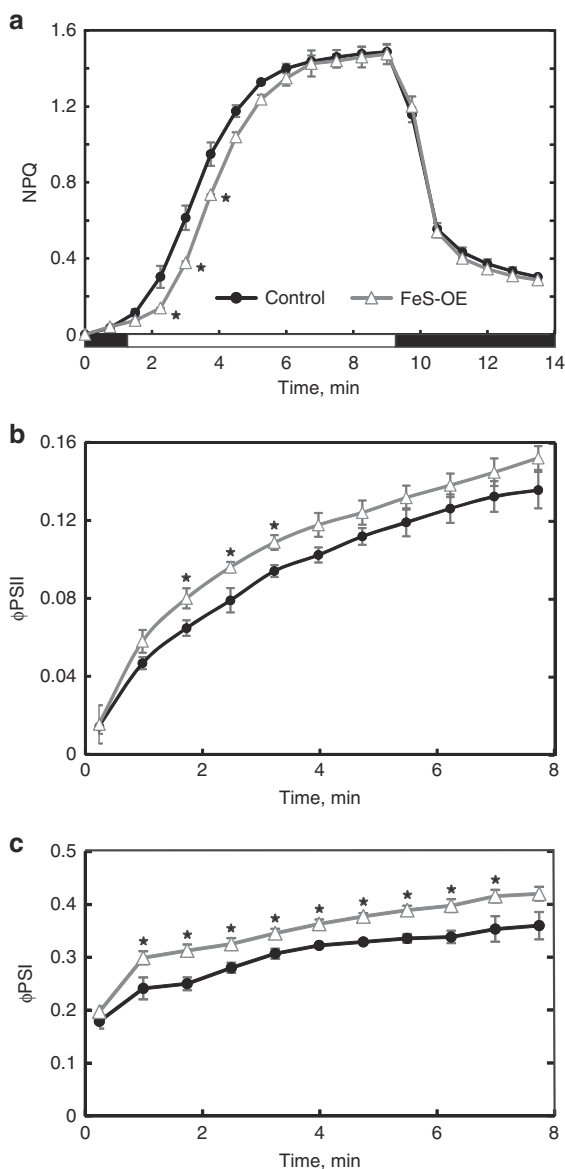 a
1.6
1.2
0.8
0.4
0
NPQ
Control
FeS-OE
0 2 4 6 8 10 12 14
Time, min
b
0.16
0.12
0.08
0.04
0
ϕPSII
0 2 4 6 8
Time, min
c
0.5
0.4
0.3
0.2
0.1
0
ϕPSI
0 2 4 6 8
Time, min